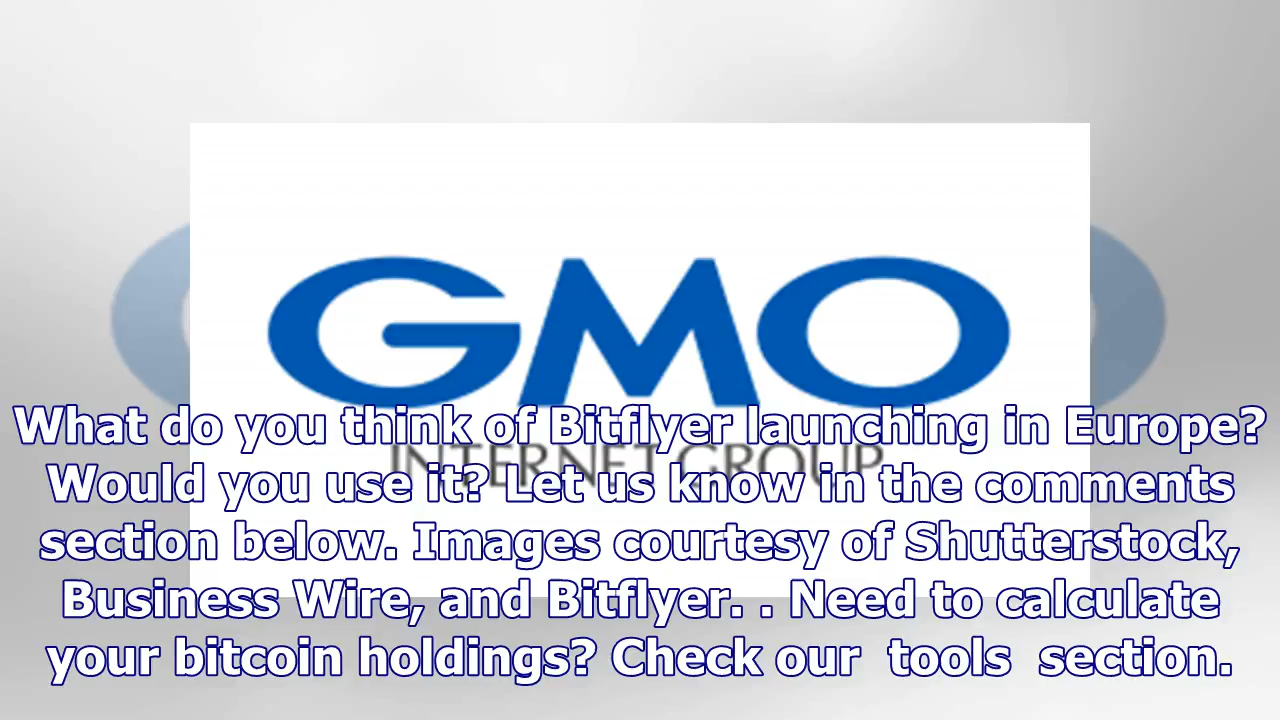 GMO
INTERNET GROUP
What do you think of Bitflyer launching in Europe?
Would you use it? Let us know in the comments
section below. Images courtesy of Shutterstock,
Business Wire, and Bitflyer. . Need to calculate
your bitcoin holdings? Check our  tools  section.